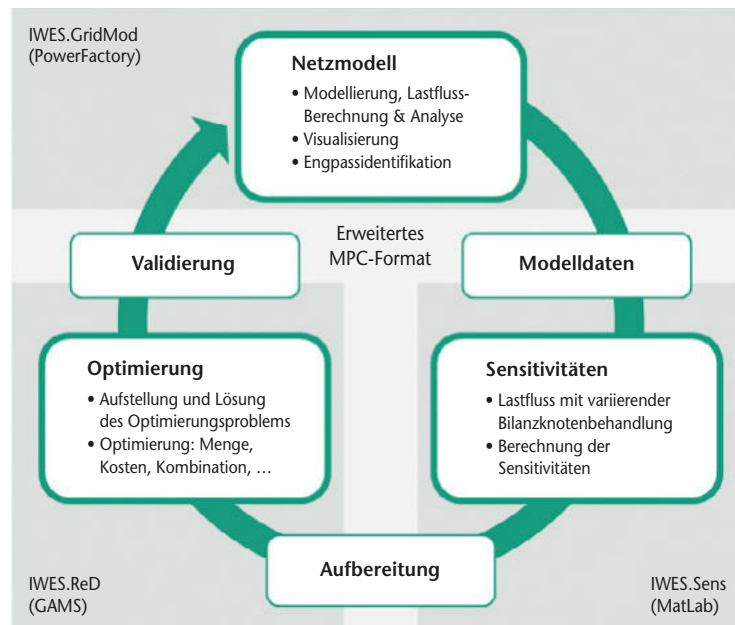 IWES.GridMod
(PowerFactory)
Netzmodell
• Modellierung, Lastfluss-
Berechnung & Analyse
• Visualisierung
• Engpassidentifikation
Erweitertes
MPC-Format
Validierung
Modelldaten
Optimierung
• Aufstellung und Lösung
des Optimierungsproblems
• Optimierung: Menge,
Kosten, Kombination, …
Sensitivitäten
• Lastfluss mit variierender
Bilanzknotenbehandlung
• Berechnung der
Sensitivitäten
Aufbereitung
IWES.ReD
(GAMS)
IWES.Sens
(MatLab)